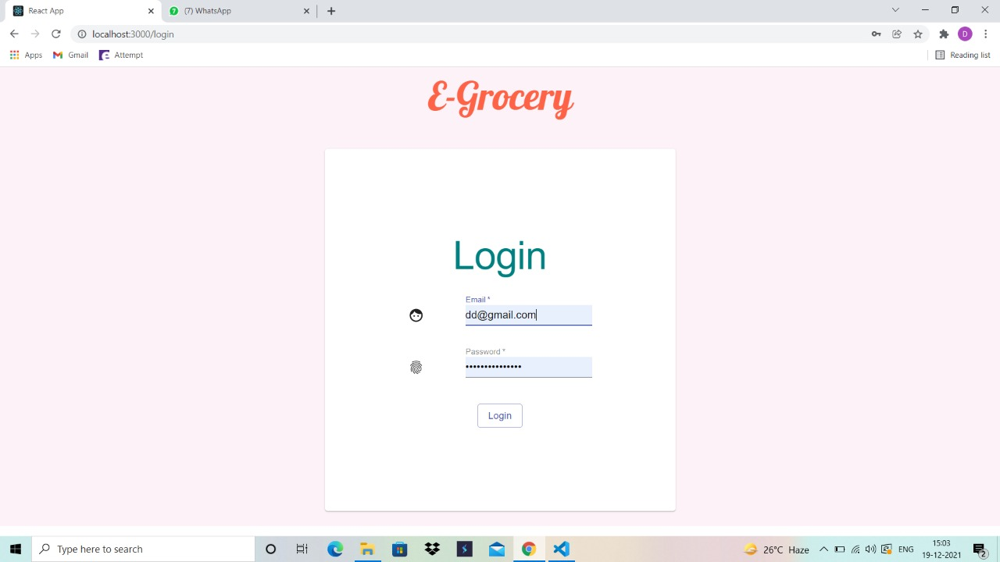 React App
(7) WhatsApp
localhost:3000/login
D
Apps
Gmail
Attempt
Reading list
E-Grocery
Login
Email *
dd@gmail.com
Password *
•••••••••••••••
Login
Type here to search
26°C Haze
ENG
15:03
19-12-2021
2